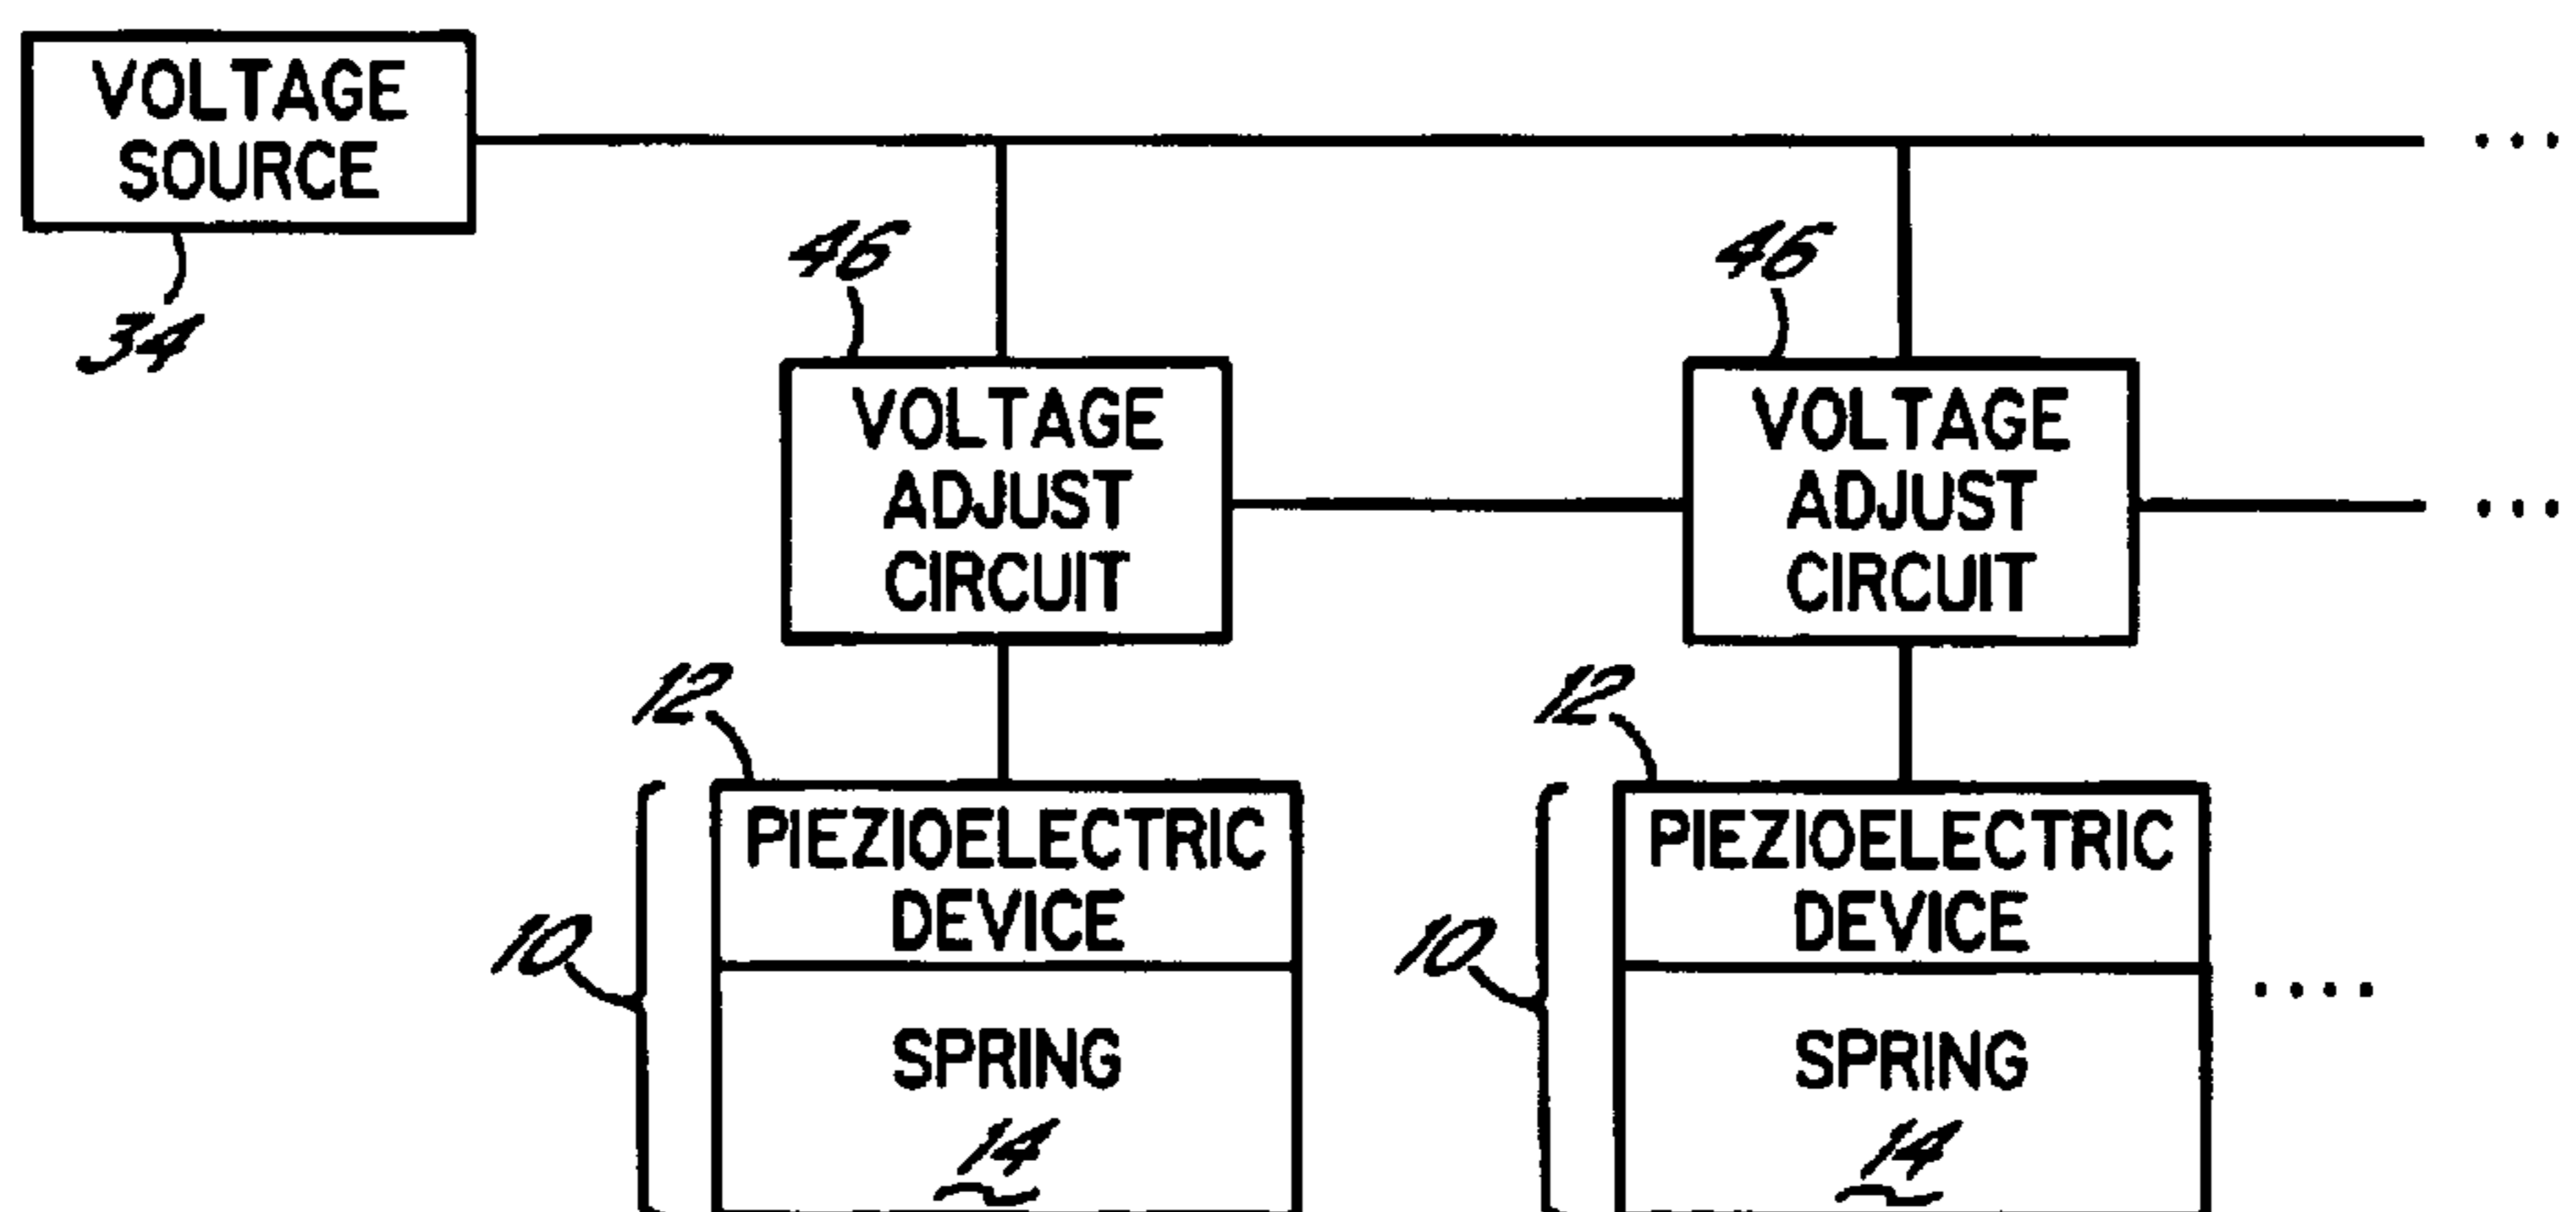 VOLTAGE
SOURCE
34
46
46
VOLTAGE
ADJUST
CIRCUIT
VOLTAGE
ADJUST
CIRCUIT
12
12
PIEZIOELECTRIC
DEVICE
PIEZIOELECTRIC
DEVICE
10
10
SPRING
14
SPRING
14